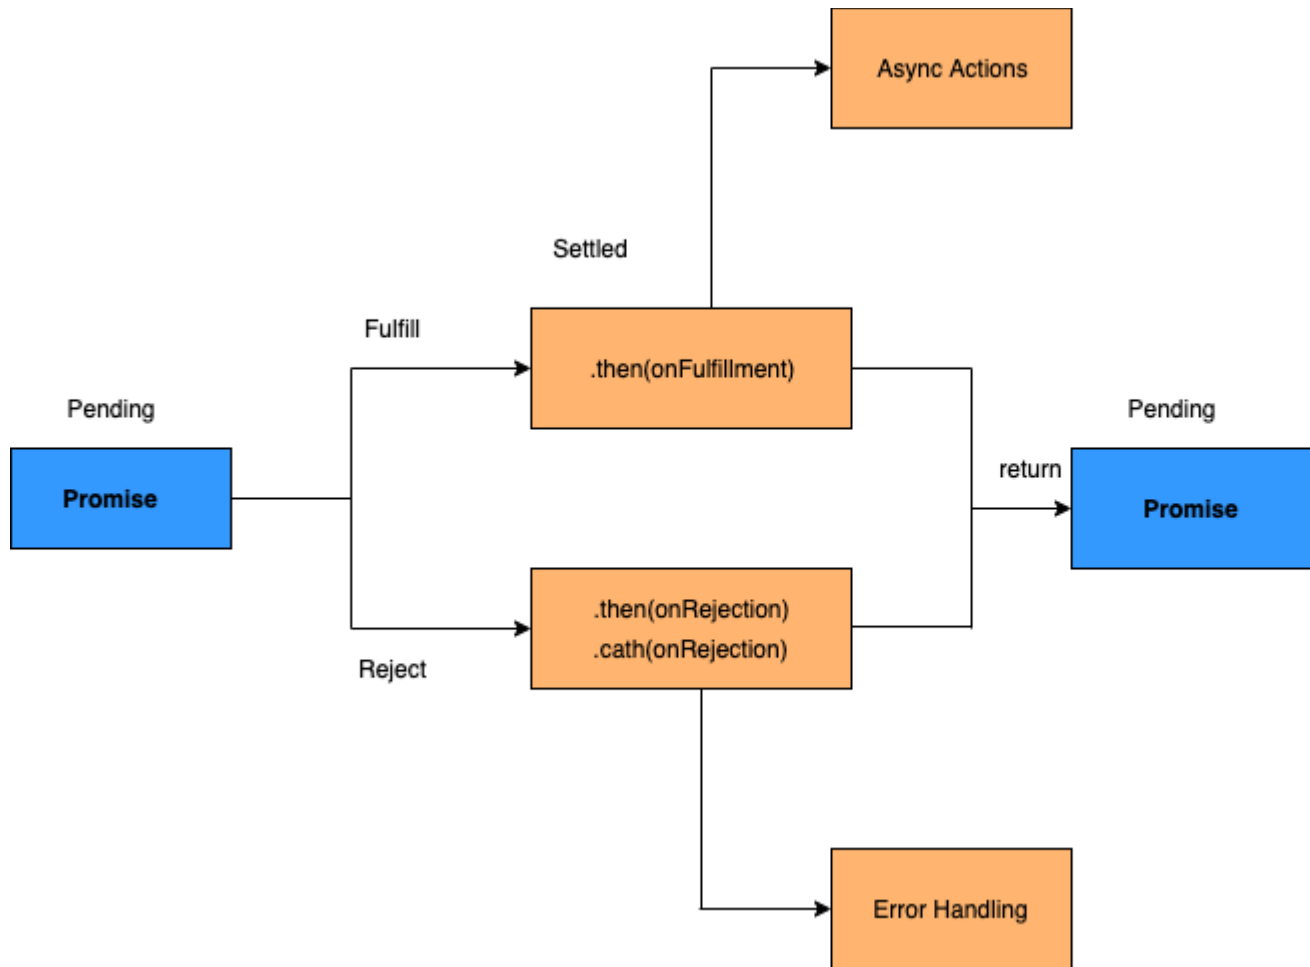 Async Actions
Settled
Fulfill
.then(onFulfillment)
Pending
Pending
return
Promise
Promise
.then(onRejection)
.cath(onRejection)
Reject
Error Handling